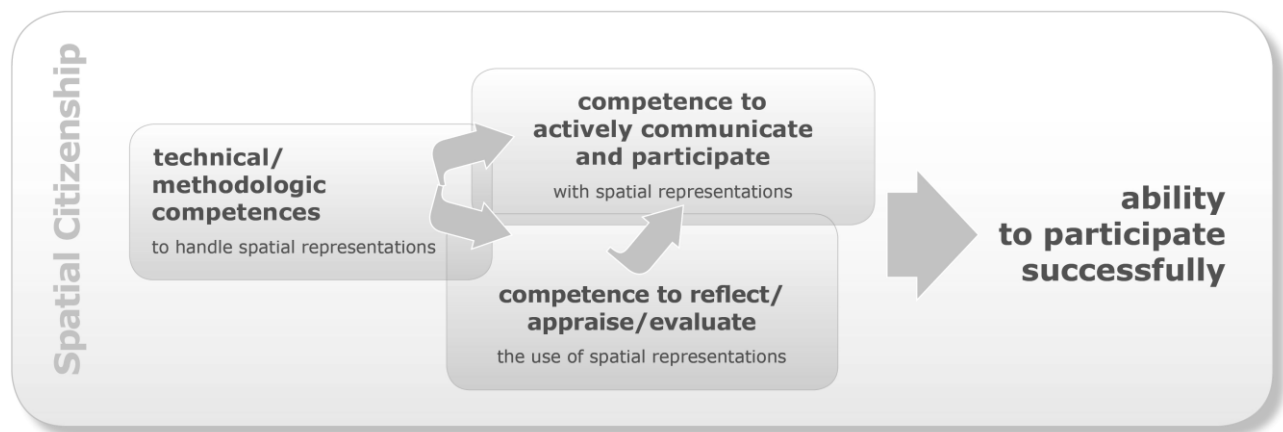 Spatial Citizenship
technical/
methodologic
competences
to handle spatial representations
competence to
actively communicate
and participate
with spatial representations
competence to reflect/
appraise/evaluate
the use of spatial representations
ability
to participate
successfully